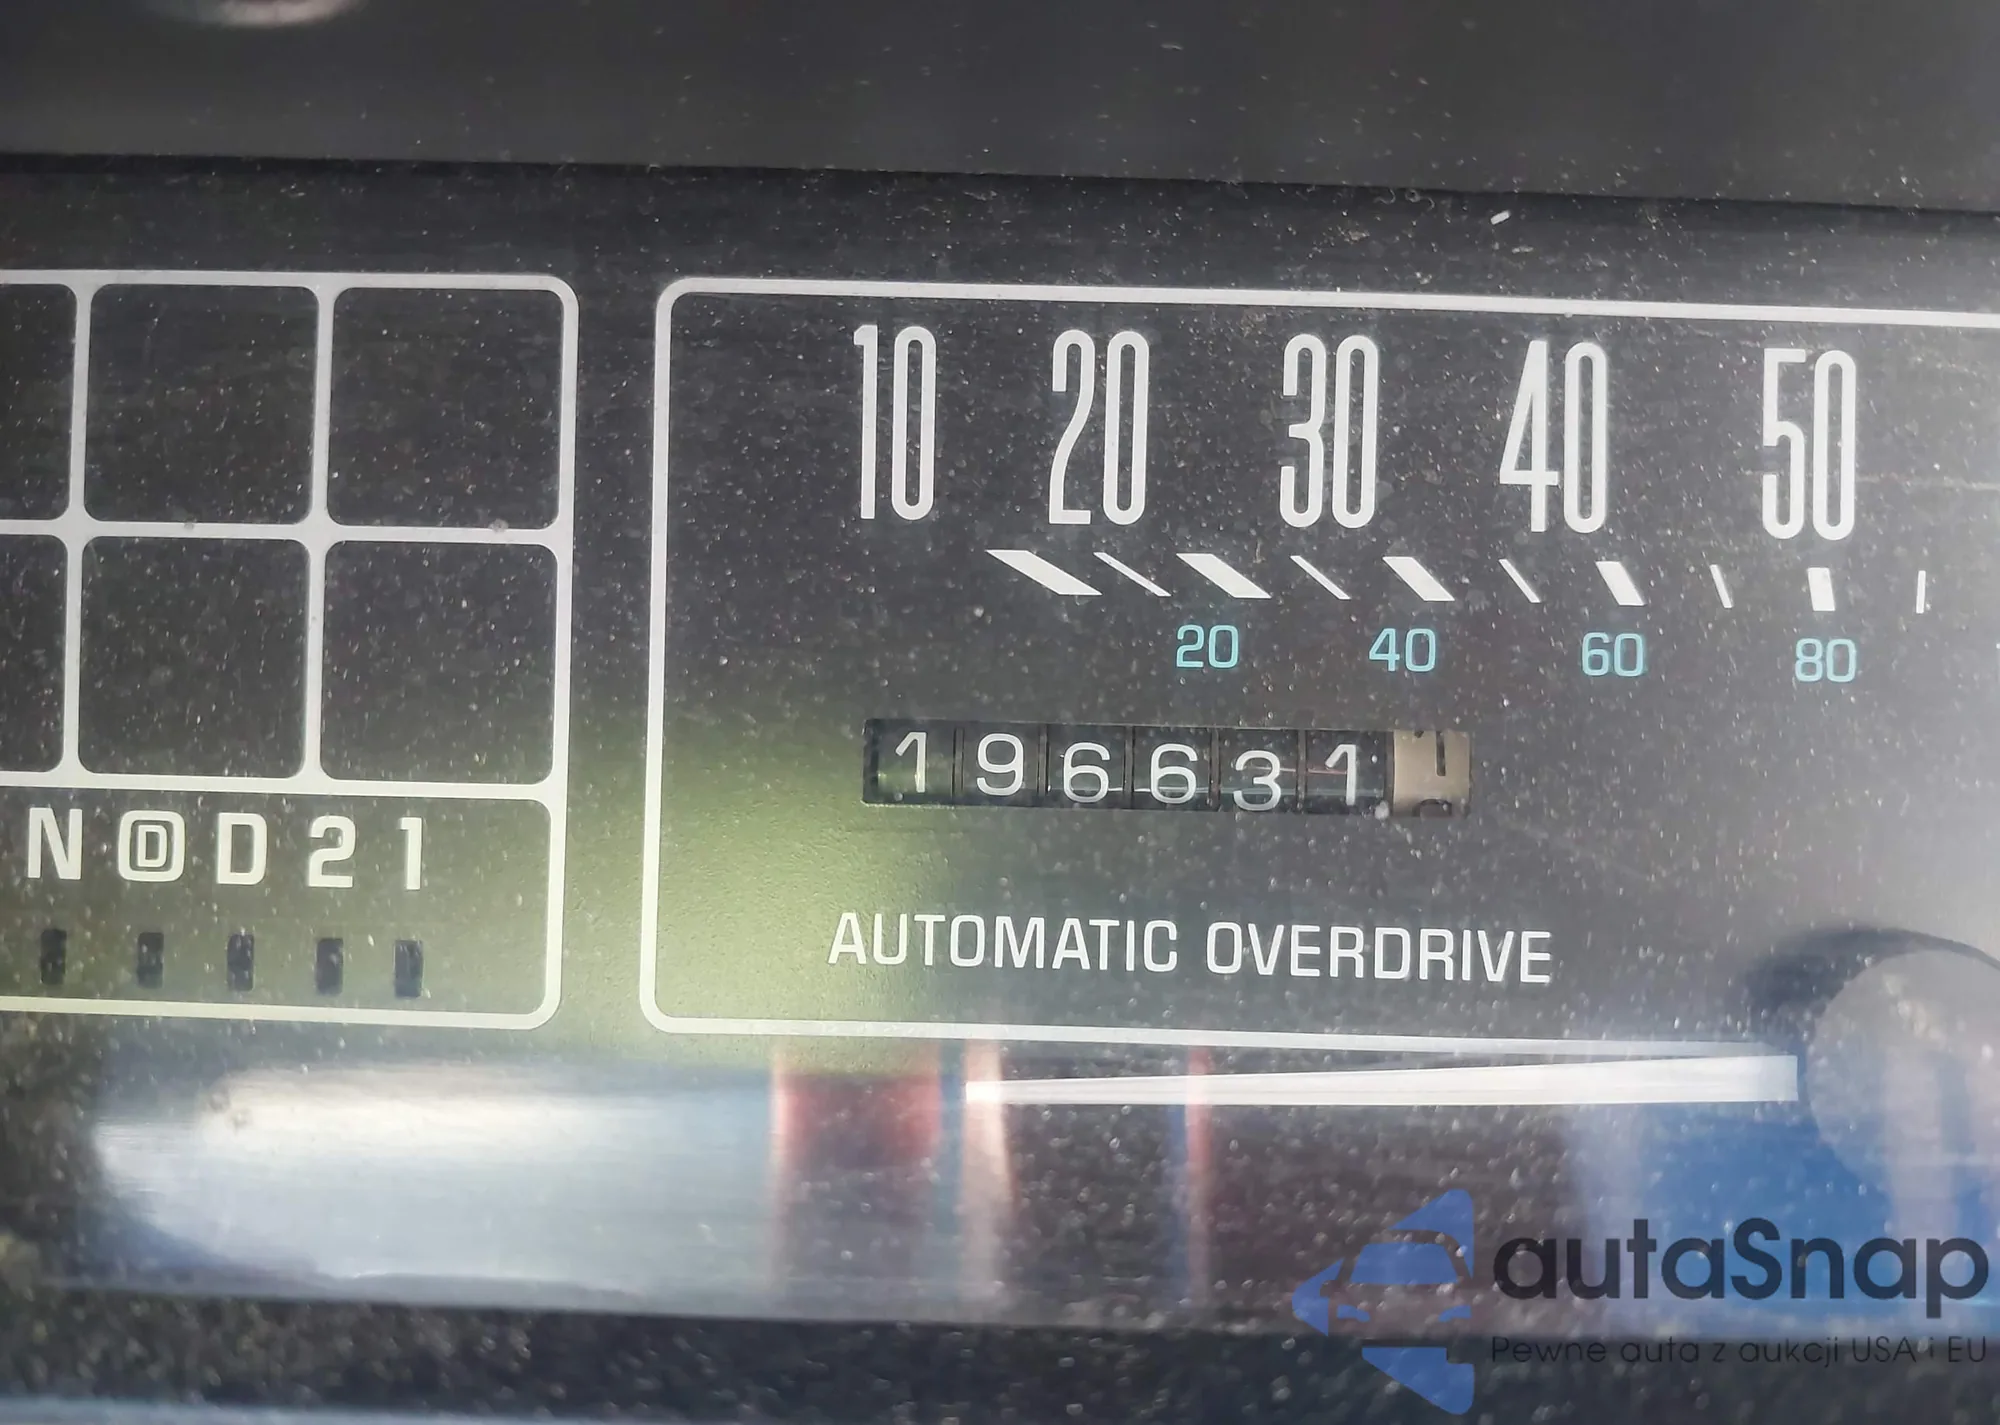 10 20 30 40 50
20 40 60 80
196631
N D D 2 1
AUTOMATIC OVERDRIVE
autaSnap
Pewne auta z aukcji USA i EU